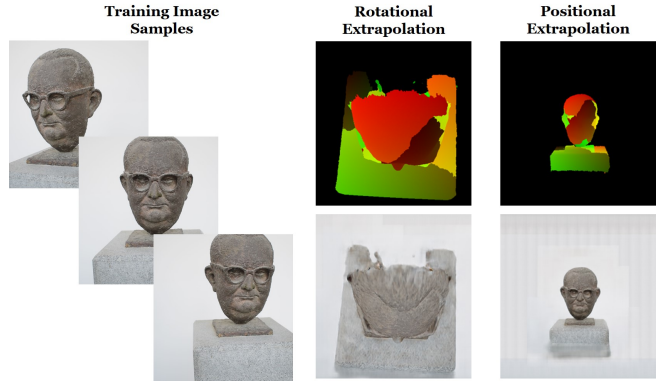 Training Image
Samples
Rotational
Extrapolation
Positional
Extrapolation